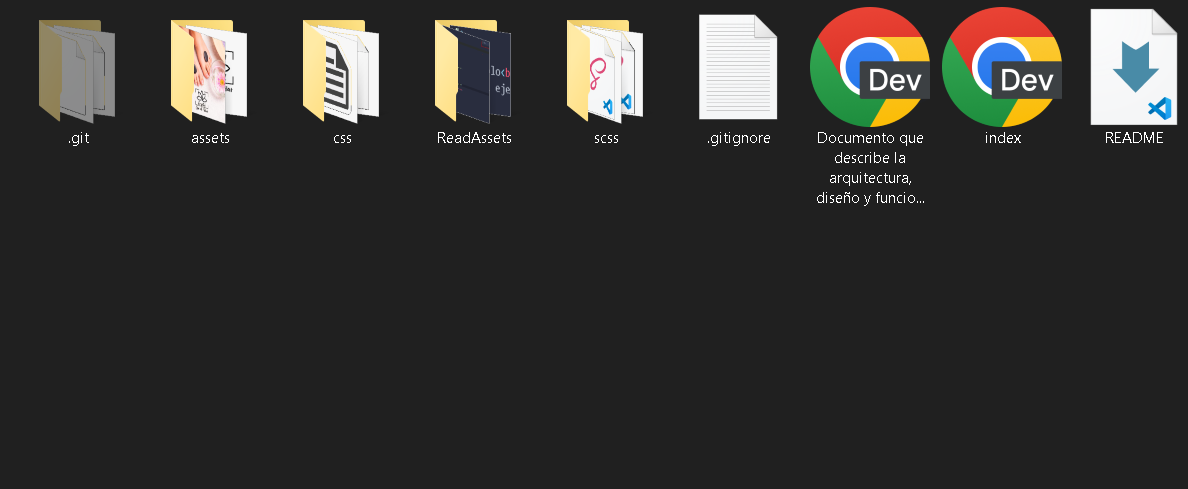 .git
assets
css
ReadAssets
scss
.gitignore
Documento que
describe la
arquitectura,
diseño y funcio...
index
README
Dev
Dev